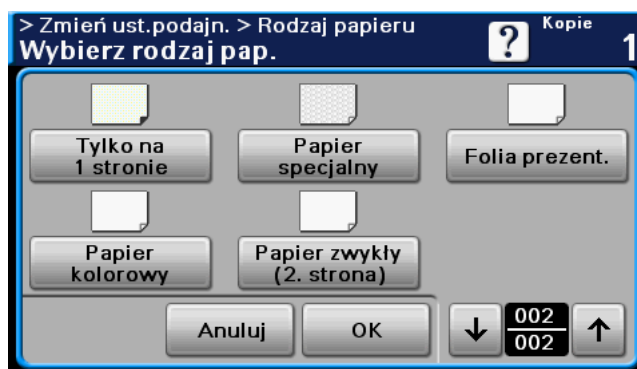 > Zmień ust.podajn. > Rodzaj papieru
Wybierz rodzaj pap.
? Kopie
1
Tylko na
1 stronie
Papier
specjalny
Folia prezent.
Papier
kolorowy
Papier zwykły
(2. strona)
Anuluj
OK
↓
002
002
↑